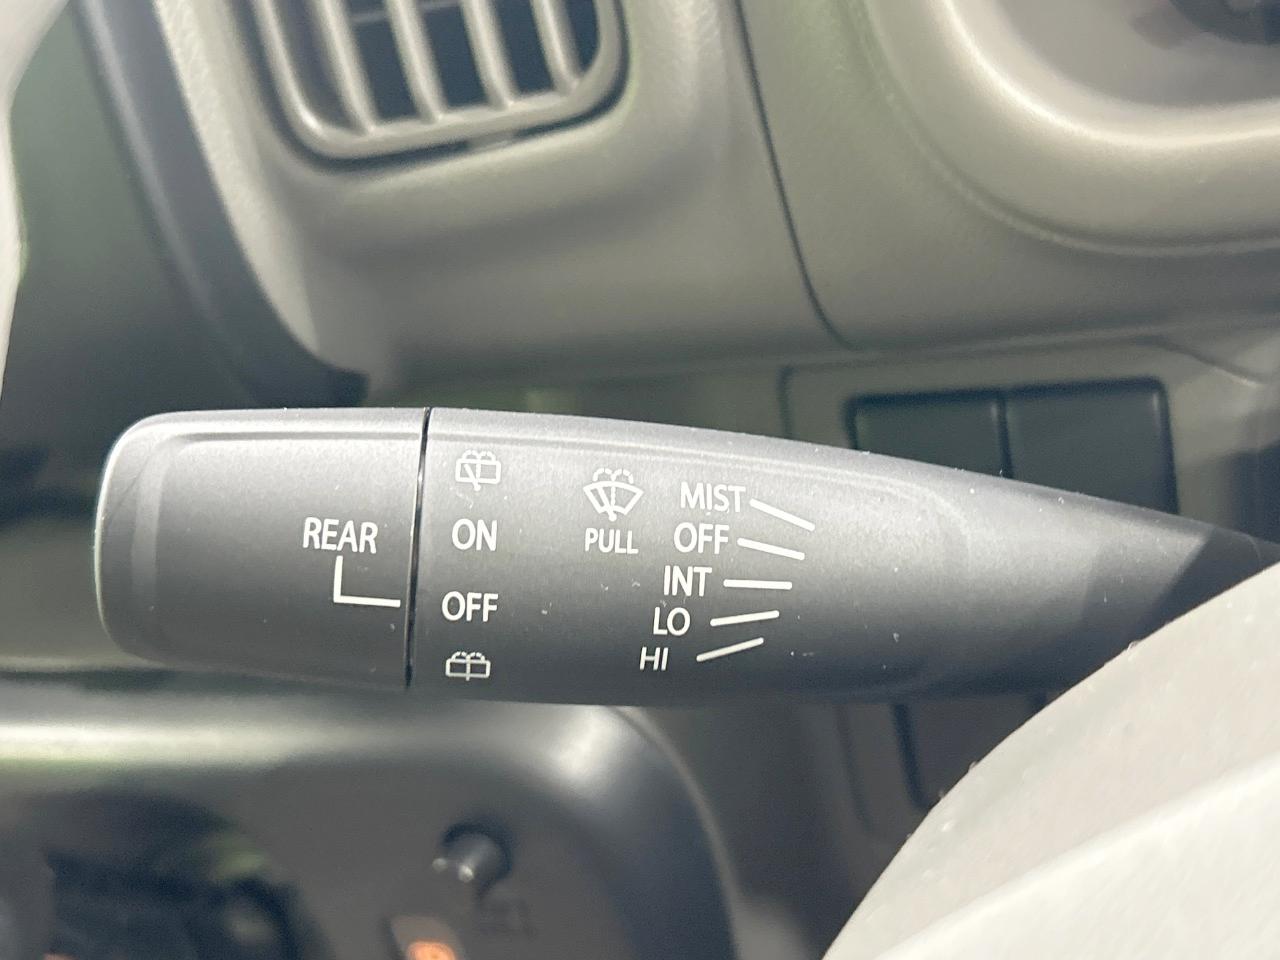 REAR
ON
OFF
PULL
MIST
OFF
INT
LO
HI